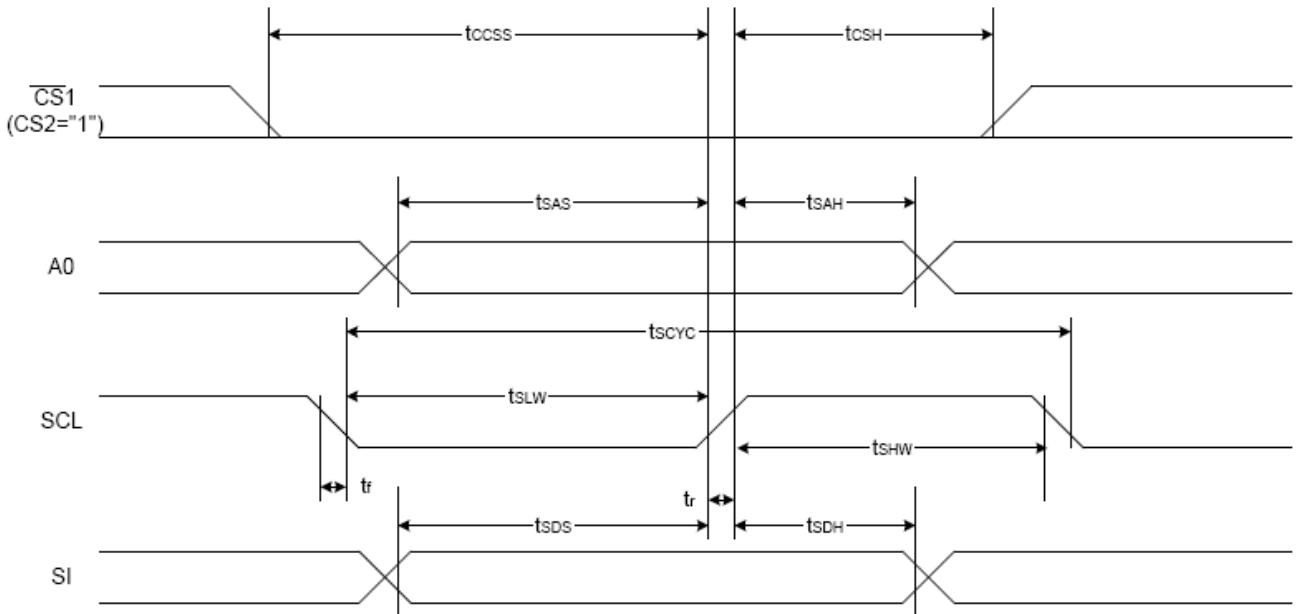 tCCSS
tCSH
CS1
(CS2="1")
tSAS
tSAH
A0
tSCYC
tSLW
SCL
tSHW
tf
tr
tSDS
tSDH
SI